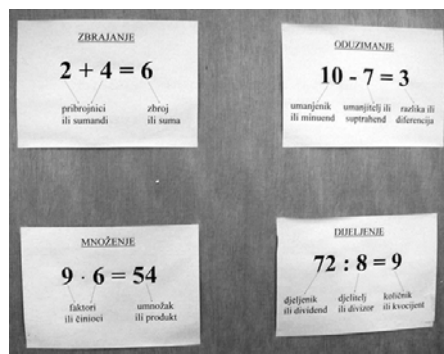 ZBRAJANJE
2 + 4 = 6
pribrojnici zbroj
ili sumandi ili suma
ODUZIMANJE
10 - 7 = 3
umanjenik umanjitelj ili razlika ili
ili minuend suptrahend diferencija
MNOŽENJE
9 · 6 = 54
faktori umnožak
ili činioci ili produkt
DIJELJENJE
72 : 8 = 9
djeljenik djelitelj količnik
ili dividend ili divizor ili kvocijent